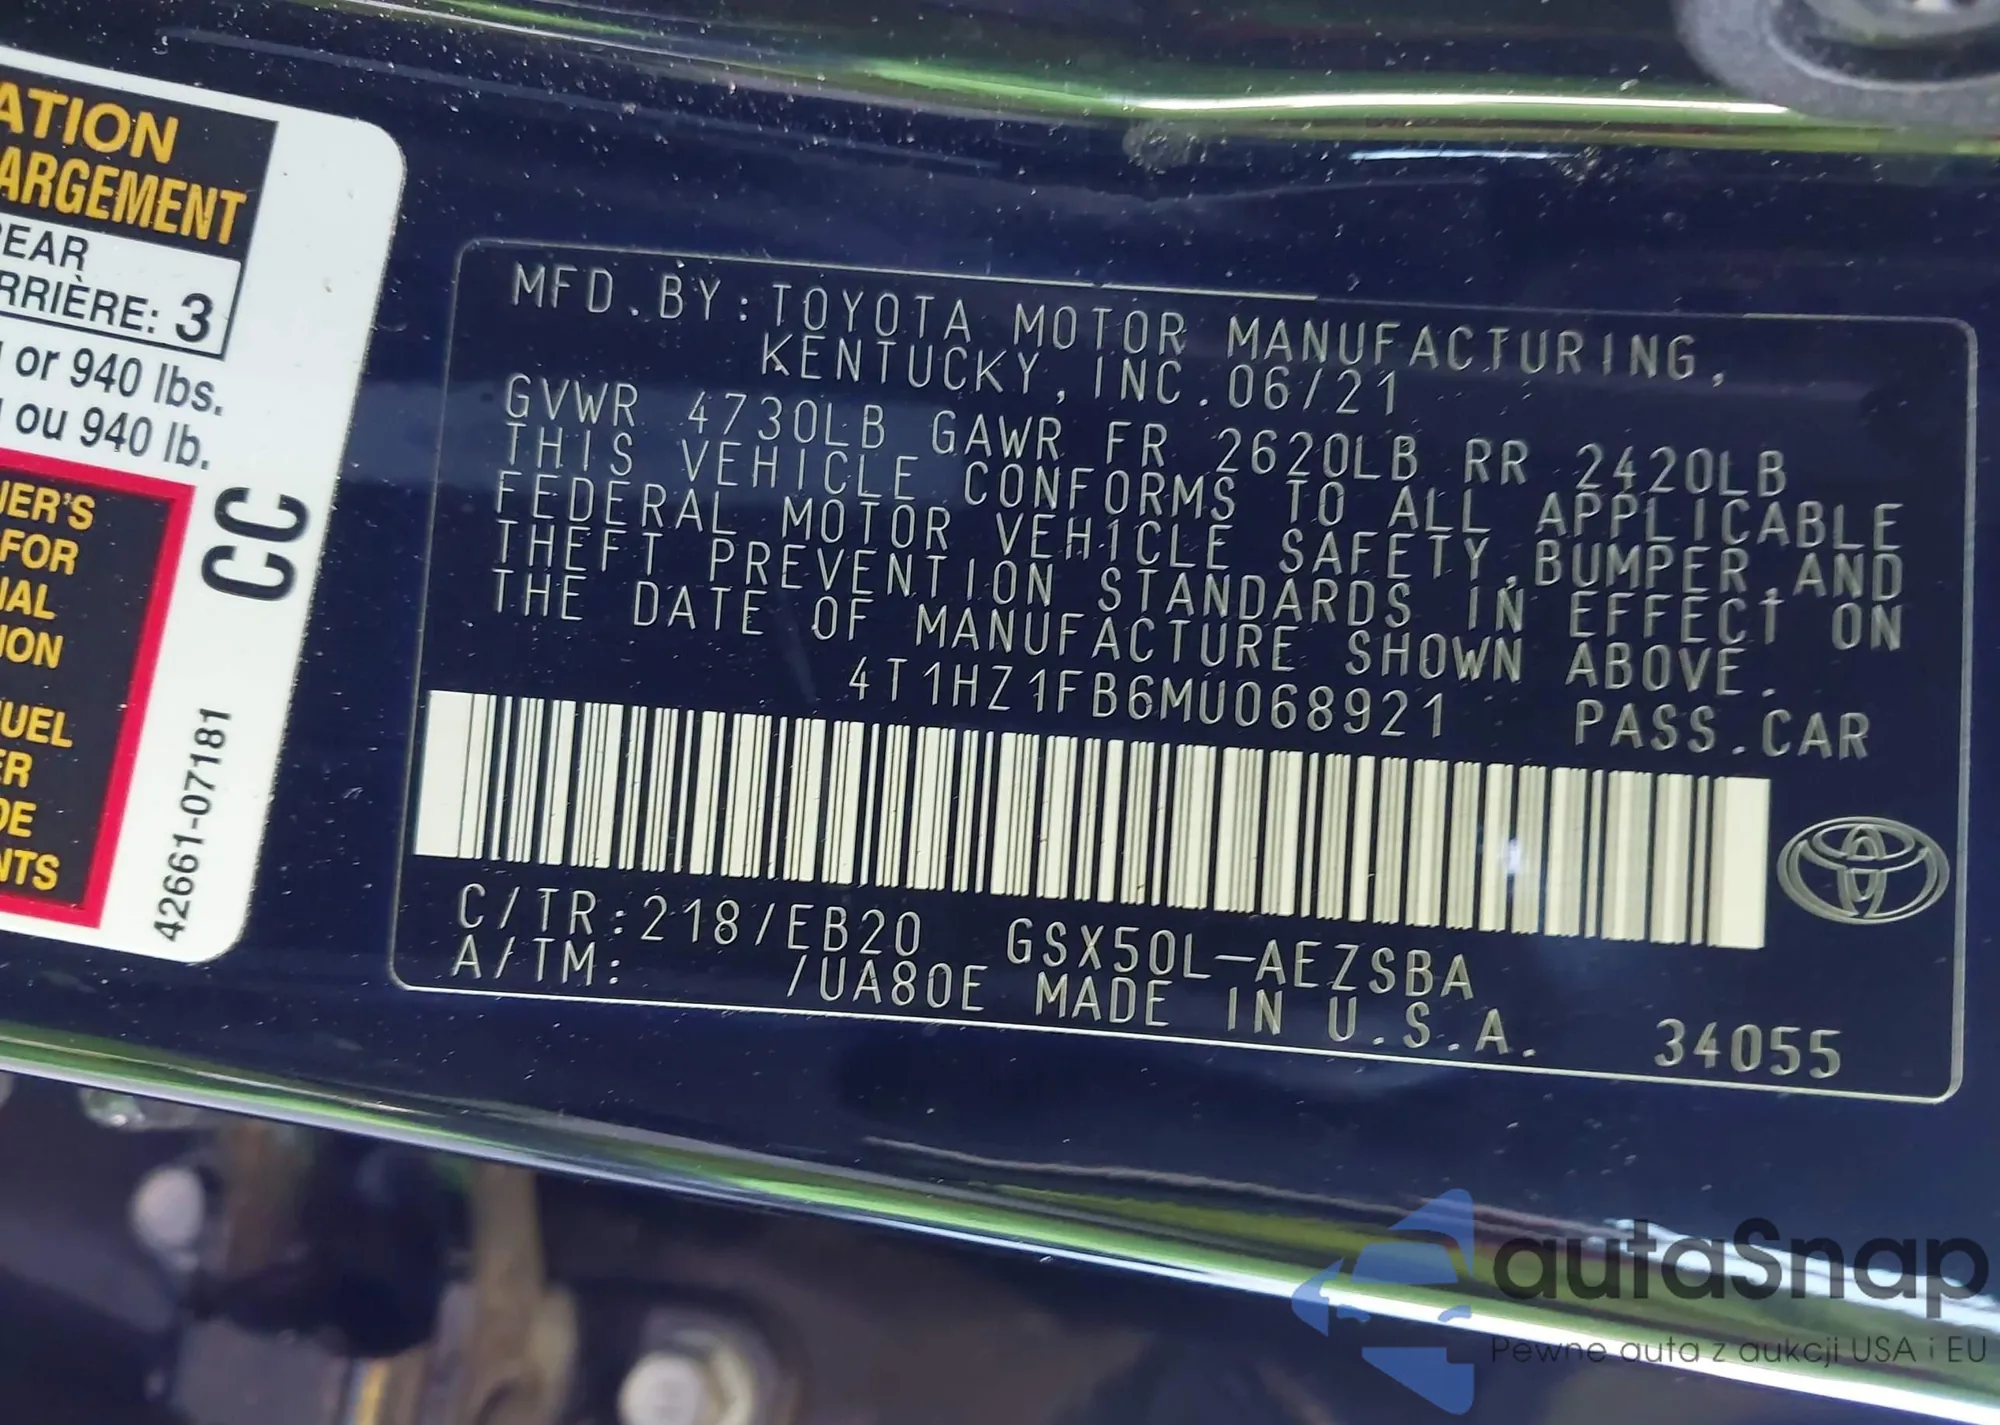 ATION
ARGEMENT
EAR
RRIÈRE: 3
or 940 lbs.
ou 940 lb.
CC
ER'S
FOR
ION
UEL
ER
DE
NTS
42661-07181
MFD.BY:TOYOTA MOTOR MANUFACTURING,
KENTUCKY,INC.06/21
GVWR 4730LB GAWR FR 2620LB RR 2420LB
THIS VEHICLE CONFORMS TO ALL APPLICABLE
FEDERAL MOTOR VEHICLE SAFETY,BUMPER,AND
THEFT PREVENTION STANDARDS IN EFFECT ON
THE DATE OF MANUFACTURE SHOWN ABOVE.
4T1HZ1FB6MU068921 PASS.CAR
C/TR:218/EB20 GSX50L-AEZSBA
A/TM: /UA80E MADE IN U.S.A. 34055
autaSnap
Pewne auta z aukcji USA i EU